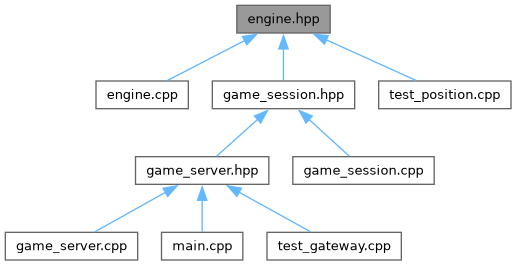 engine.hpp
engine.cpp
game_session.hpp
test_position.cpp
game_server.hpp
game_session.cpp
game_server.cpp
main.cpp
test_gateway.cpp